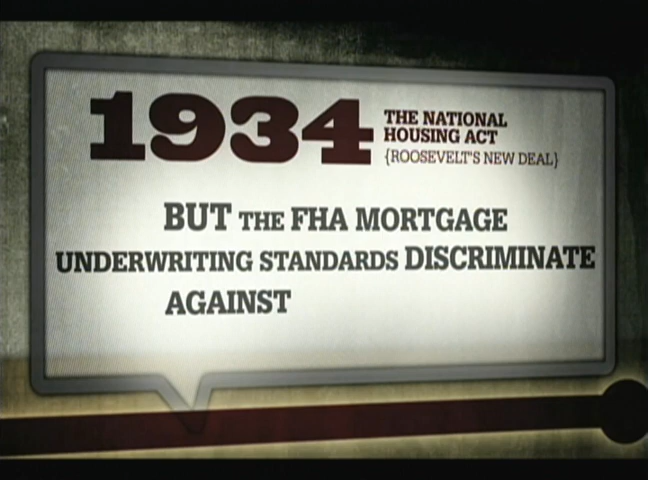 1934
THE NATIONAL
HOUSING ACT
{ROOSEVELT'S NEW DEAL}
BUT THE FHA MORTGAGE
UNDERWRITING STANDARDS DISCRIMINATE
AGAINST